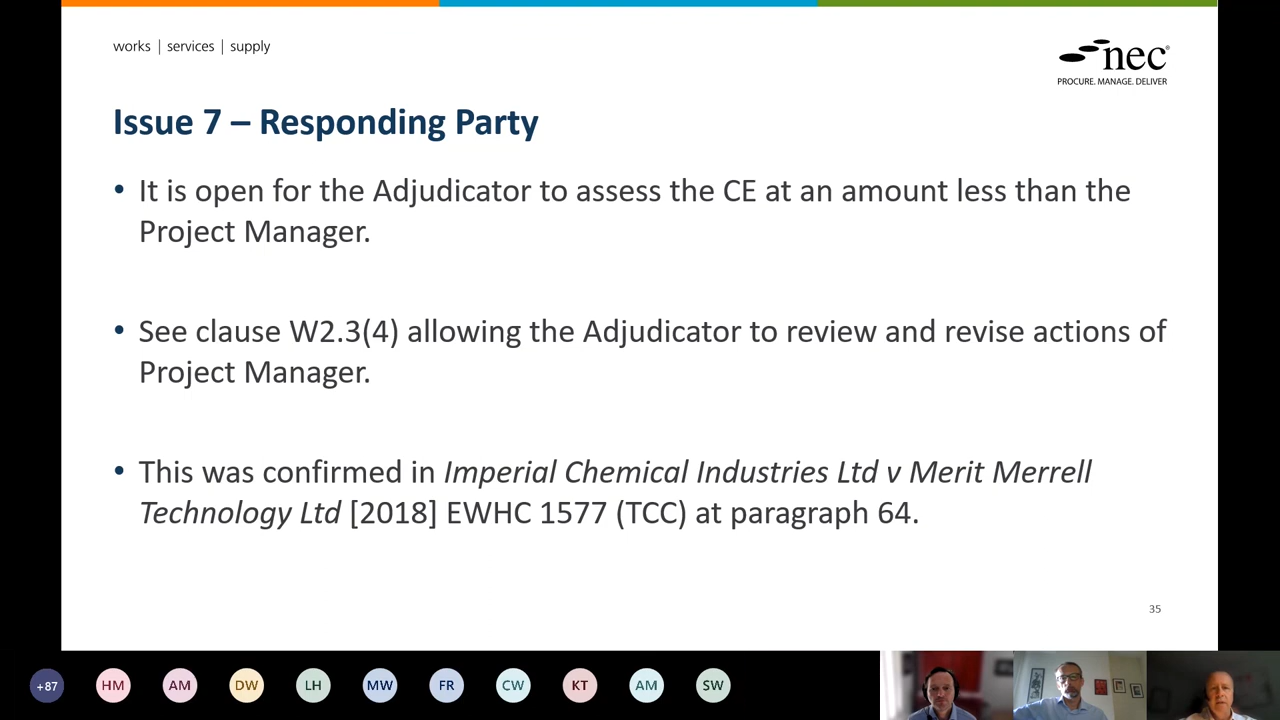 works | services | supply
nec®
PROCURE. MANAGE. DELIVER
Issue 7 – Responding Party
• It is open for the Adjudicator to assess the CE at an amount less than the
Project Manager.
• See clause W2.3(4) allowing the Adjudicator to review and revise actions of
Project Manager.
• This was confirmed in Imperial Chemical Industries Ltd v Merit Merrell
Technology Ltd [2018] EWHC 1577 (TCC) at paragraph 64.
35
+87 HM AM DW LH MW FR CW KT AM SW